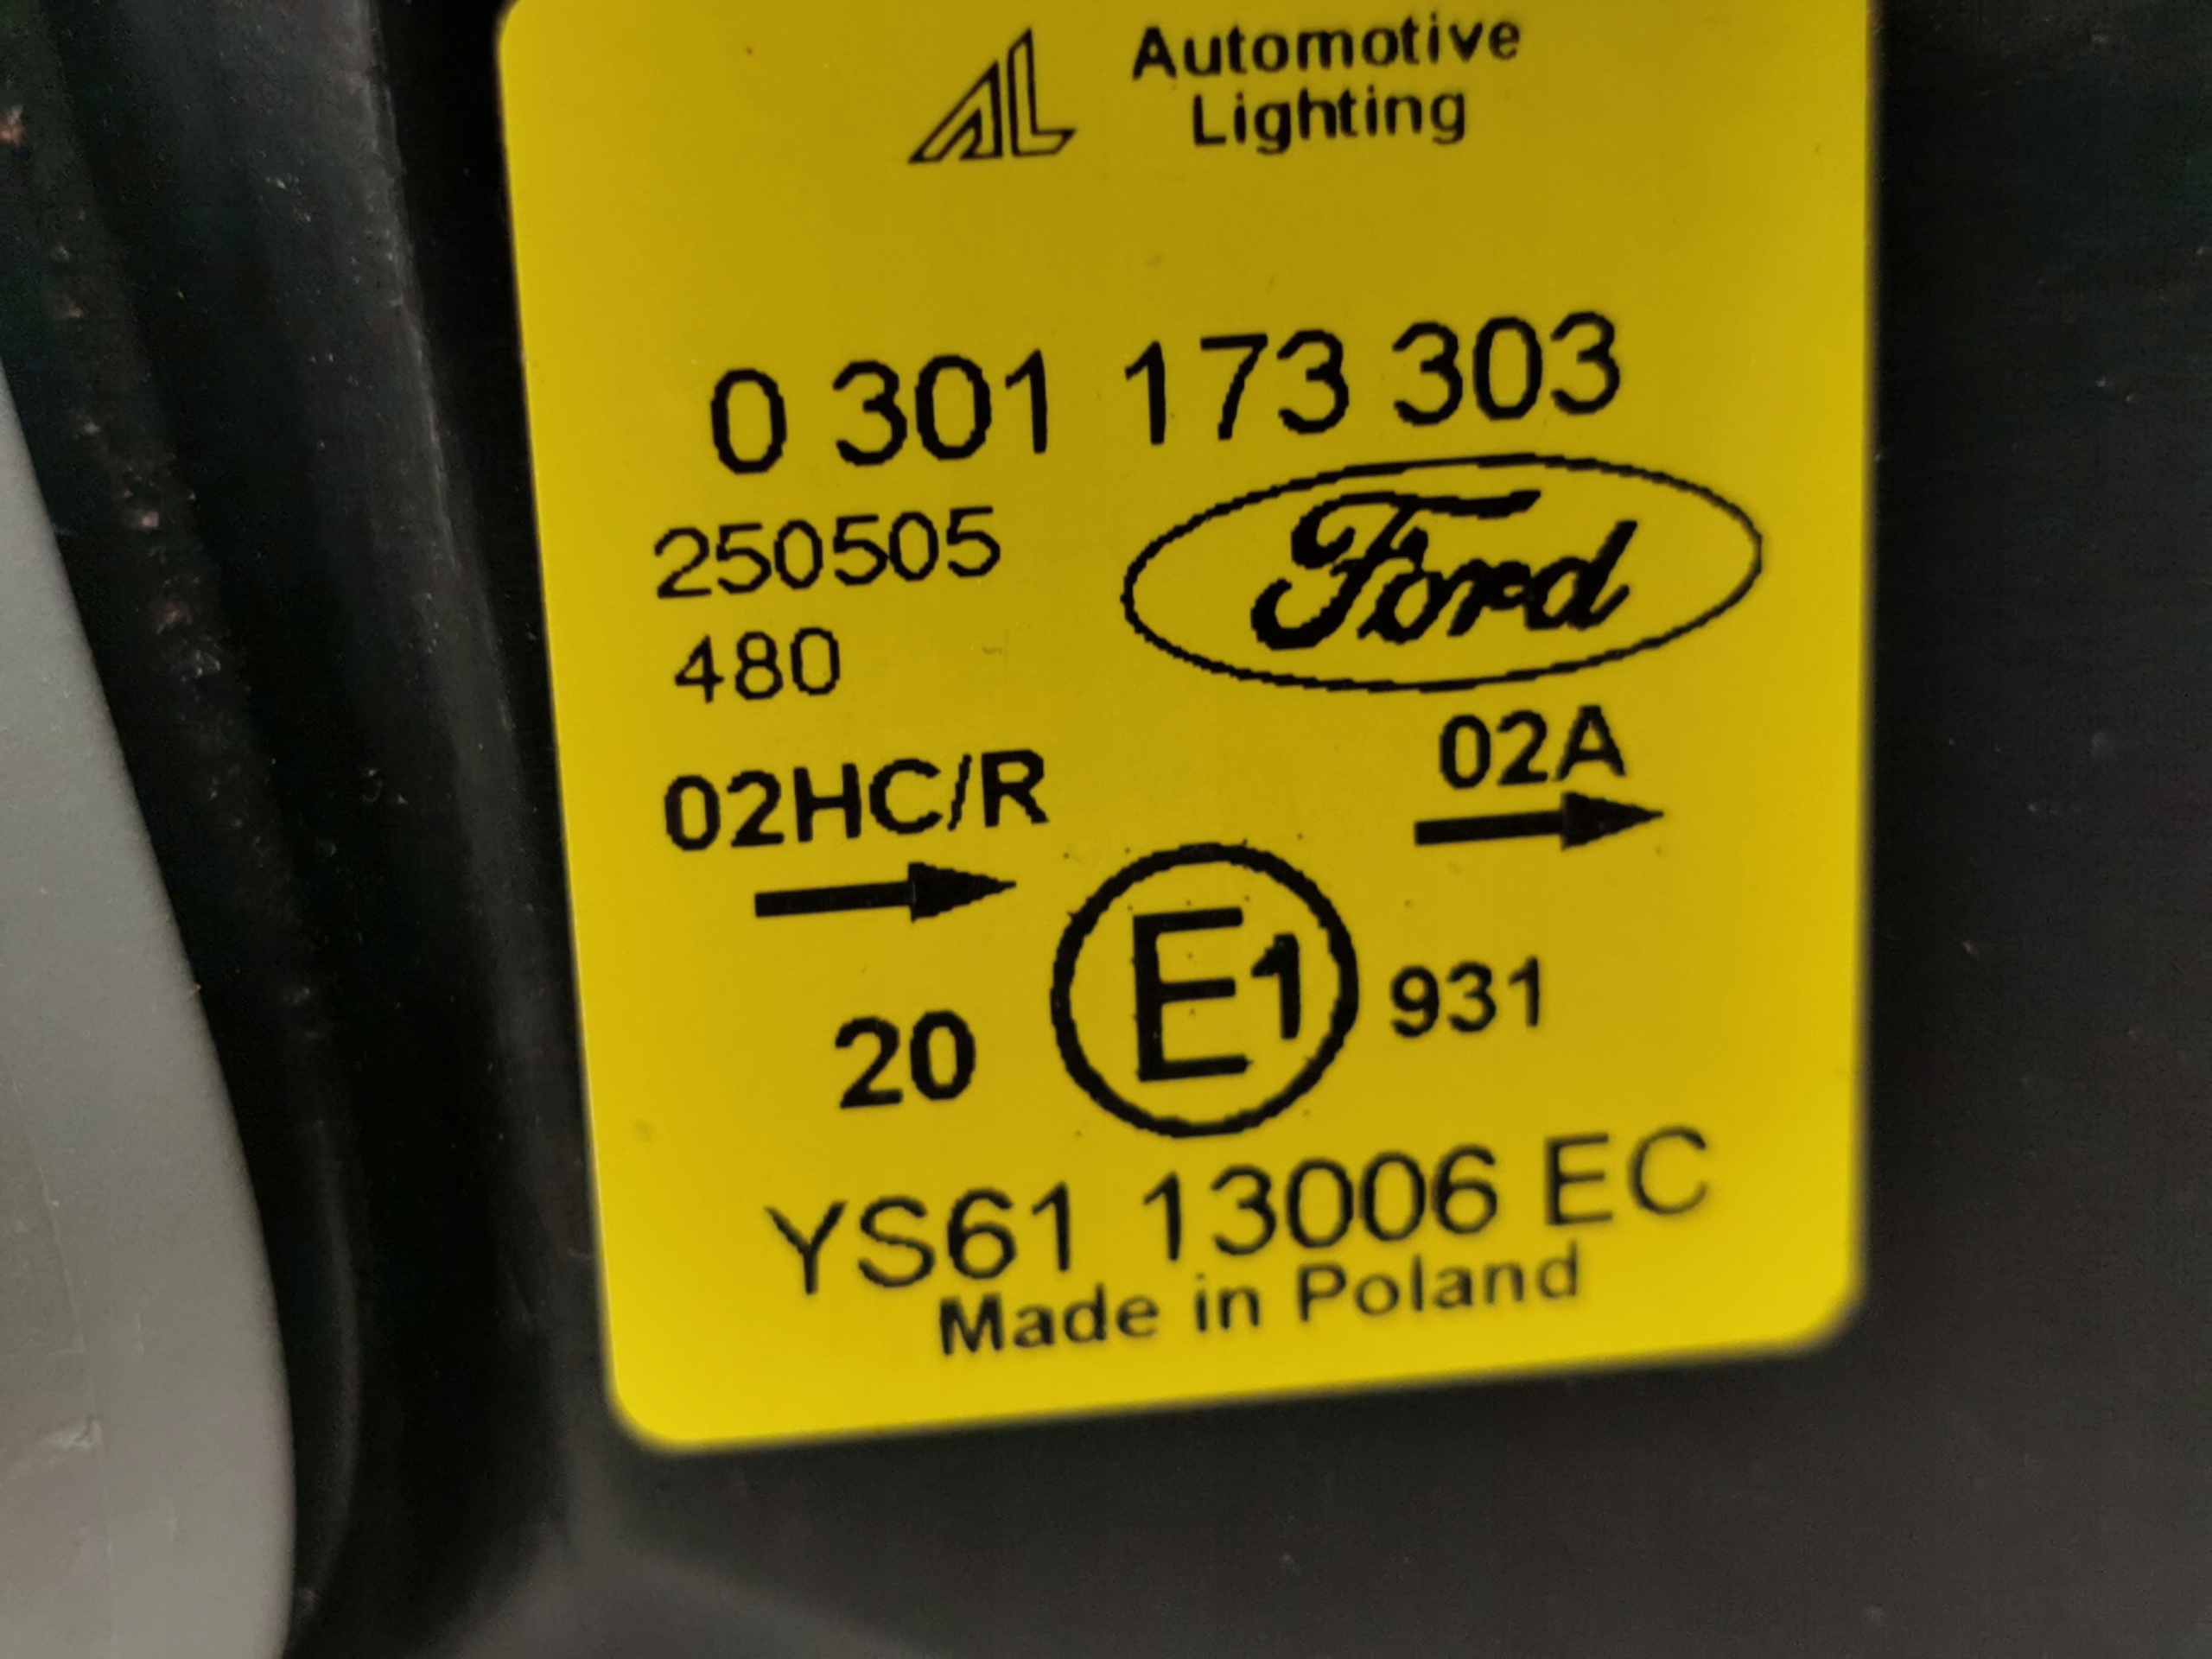 AL Automotive
Lighting
0 301 173 303
250505
Ford
480
02HC/R
02A
20 E1 931
YS61 13006 EC
Made in Poland